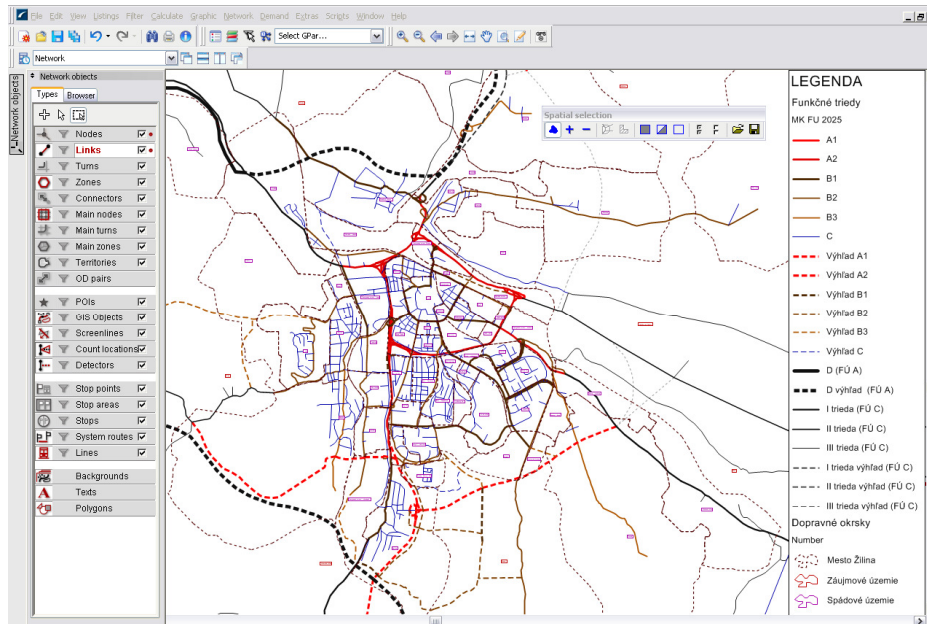 File Edit View Listings Filter Calculate Graphic Network Demand Extras Scripts Window Help
Select GPar...
Network
Network objects
Network objects
Types Browser
Nodes
Links
Turns
Zones
Connectors
Main nodes
Main turns
Main zones
Territories
OD pairs
POIs
GIS Objects
Screenlines
Count locations
Detectors
Stop points
Stop areas
Stops
System routes
Lines
Backgrounds
Texts
Polygons
Spatial selection
LEGENDA
Funkčné triedy
MK FU 2025
A1
A2
B1
B2
B3
C
Výhľad A1
Výhľad A2
Výhľad B1
Výhľad B2
Výhľad B3
Výhľad C
D (FÚ A)
D výhľad (FÚ A)
I trieda (FÚ C)
II trieda (FÚ C)
III trieda (FÚ C)
I trieda výhľad (FÚ C)
II trieda výhľad (FÚ C)
III trieda výhľad (FÚ C)
Dopravné okrsky
Number
Mesto Žilina
Záujmové územie
Spádové územie